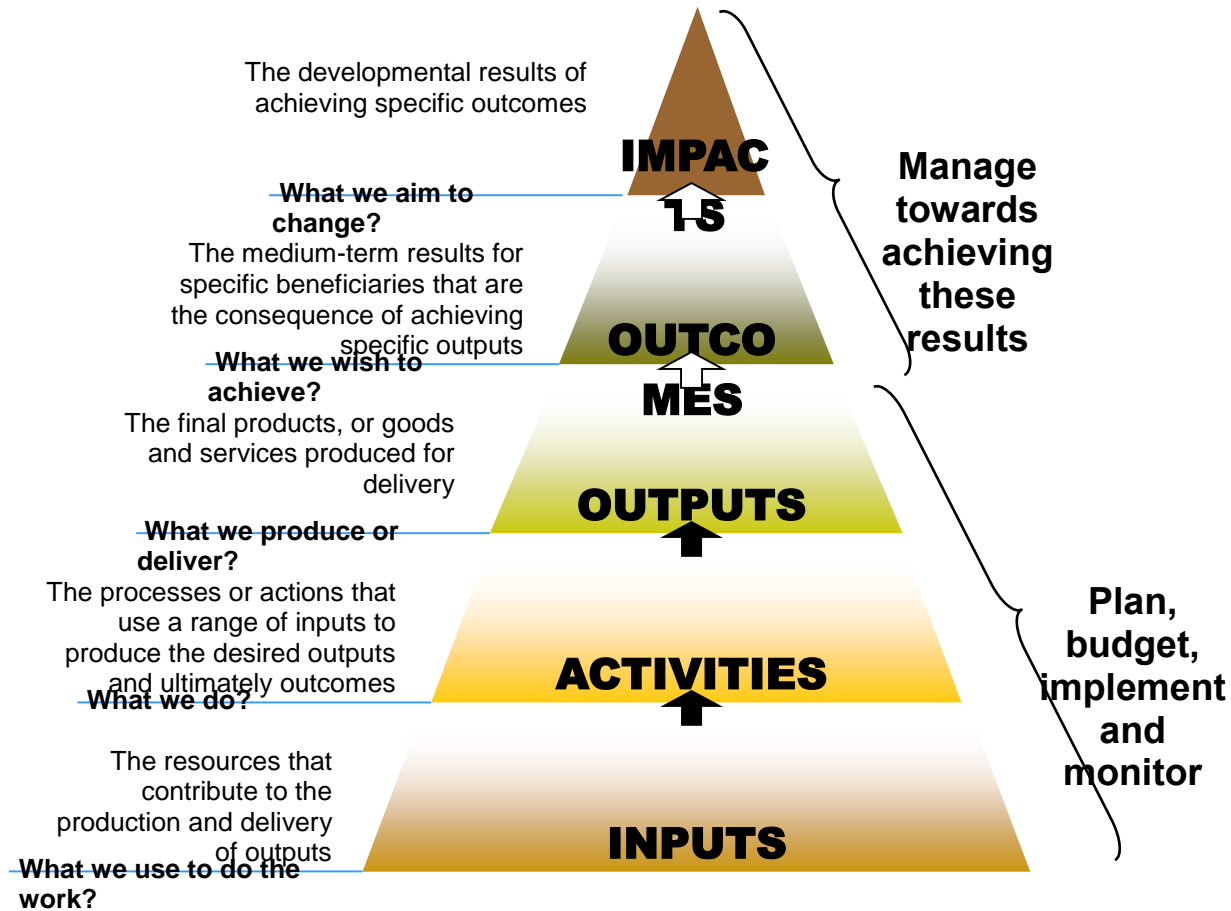 The developmental results of
achieving specific outcomes
IMPAC
TS
What we aim to
change?
The medium-term results for
specific beneficiaries that are
the consequence of achieving
specific outputs
OUTCO
MES
What we wish to
achieve?
The final products, or goods
and services produced for
delivery
OUTPUTS
What we produce or
deliver?
The processes or actions that
use a range of inputs to
produce the desired outputs
and ultimately outcomes
ACTIVITIES
What we do?
The resources that
contribute to the
production and delivery
of outputs
INPUTS
What we use to do the
work?
Manage
towards
achieving
these
results
Plan,
budget,
implement
and
monitor